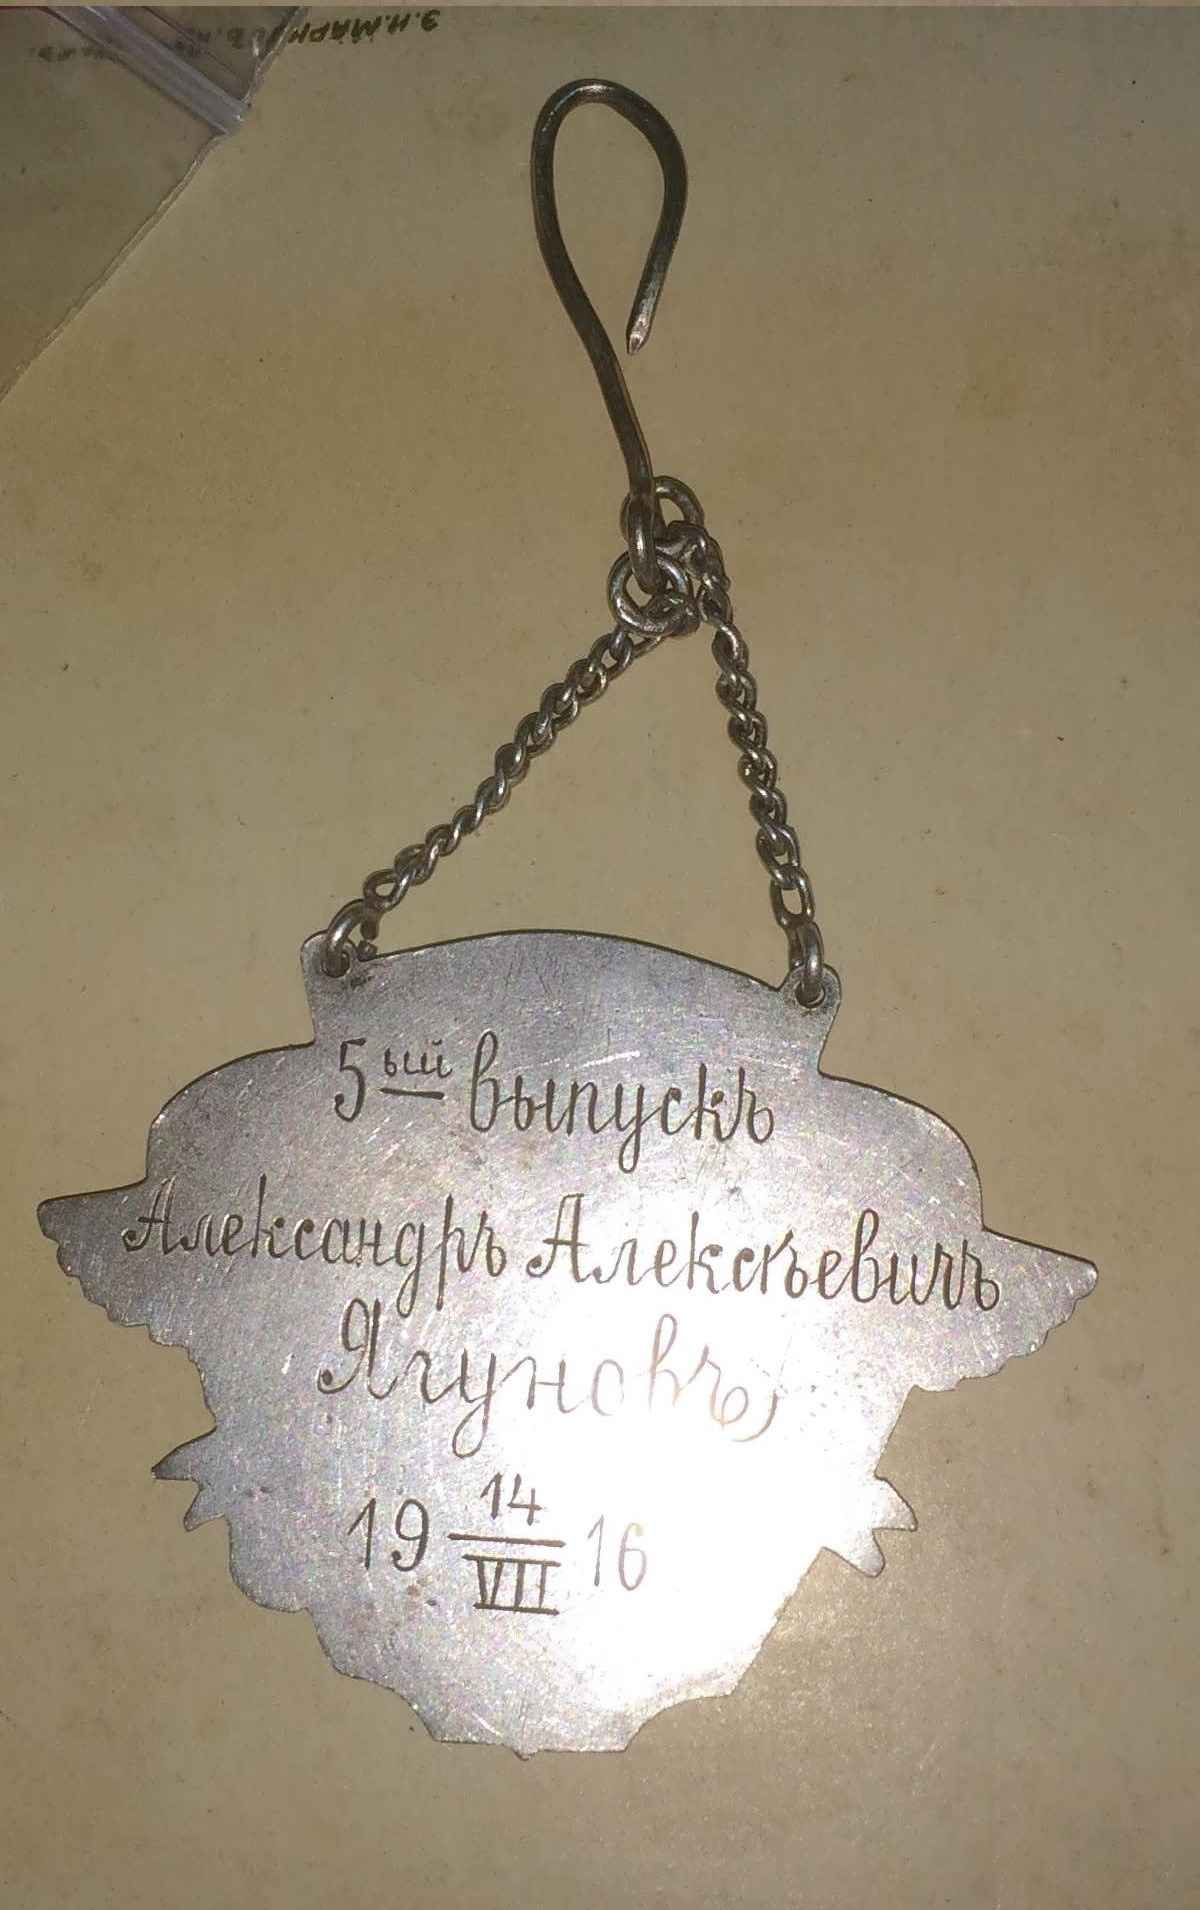 5ый выпускъ
Александръ Алексѣевичъ
Ягуновъ
19 14/VII 16